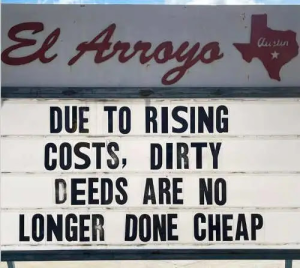 El Arroyo
Austin
DUE TO RISING
COSTS, DIRTY
DEEDS ARE NO
LONGER DONE CHEAP